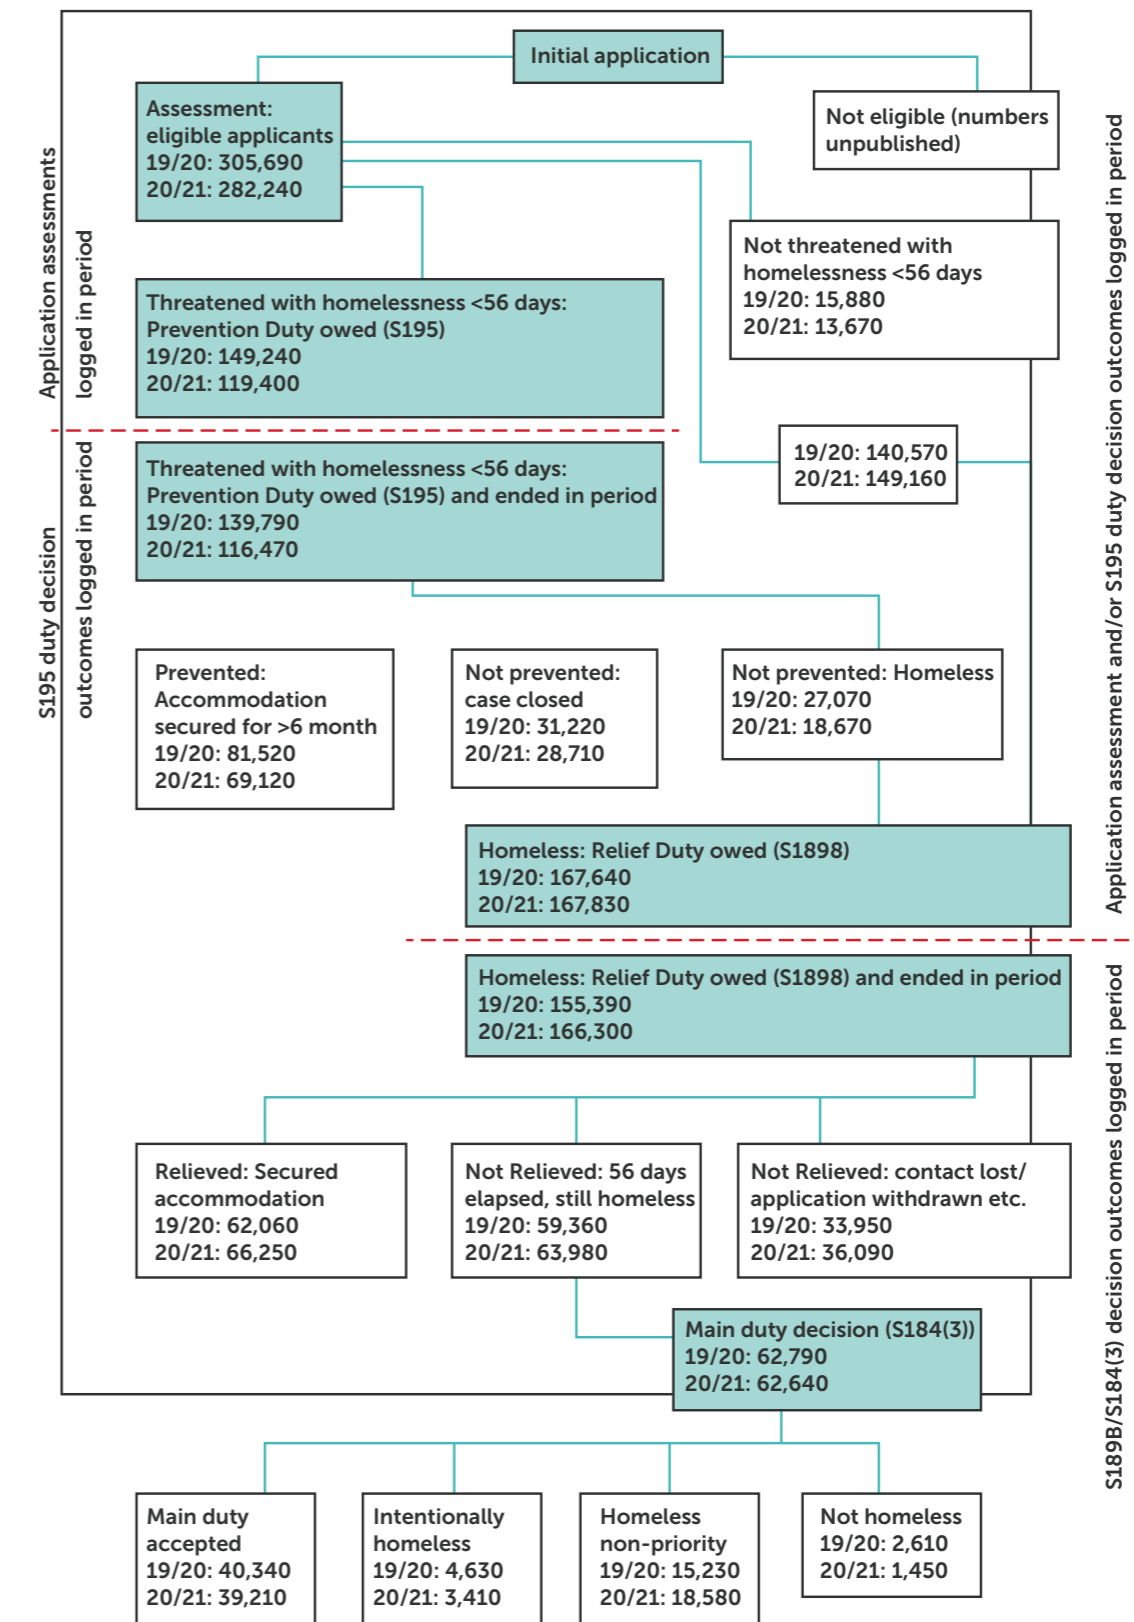 Initial application
Assessment:
eligible applicants
19/20: 305,690
20/21: 282,240
Not eligible (numbers
unpublished)
Application assessments
logged in period
Not threatened with
homelessness <56 days
19/20: 15,880
20/21: 13,670
Threatened with homelessness <56 days:
Prevention Duty owed (S195)
19/20: 149,240
20/21: 119,400
19/20: 140,570
20/21: 149,160
Application assessment and/or S195 duty decision outcomes logged in period
S195 duty decision
outcomes logged in period
Threatened with homelessness <56 days:
Prevention Duty owed (S195) and ended in period
19/20: 139,790
20/21: 116,470
Prevented:
Accommodation
secured for >6 month
19/20: 81,520
20/21: 69,120
Not prevented:
case closed
19/20: 31,220
20/21: 28,710
Not prevented: Homeless
19/20: 27,070
20/21: 18,670
Homeless: Relief Duty owed (S1898)
19/20: 167,640
20/21: 167,830
Homeless: Relief Duty owed (S1898) and ended in period
19/20: 155,390
20/21: 166,300
S189B/S184(3) decision outcomes logged in period
Relieved: Secured
accommodation
19/20: 62,060
20/21: 66,250
Not Relieved: 56 days
elapsed, still homeless
19/20: 59,360
20/21: 63,980
Not Relieved: contact lost/
application withdrawn etc.
19/20: 33,950
20/21: 36,090
Main duty decision (S184(3))
19/20: 62,790
20/21: 62,640
Main duty
accepted
19/20: 40,340
20/21: 39,210
Intentionally
homeless
19/20: 4,630
20/21: 3,410
Homeless
non-priority
19/20: 15,230
20/21: 18,580
Not homeless
19/20: 2,610
20/21: 1,450